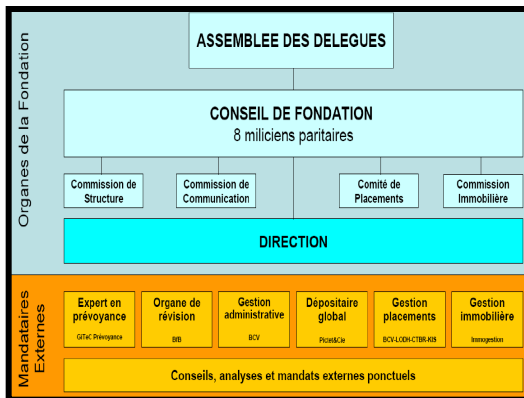 Organes de la Fondation
ASSEMBLEE DES DELEGUES
CONSEIL DE FONDATION
8 miliciens paritaires
Commission de
Structure
Commission de
Communication
Comité de
Placements
Commission
Immobilière
DIRECTION
Mandataires
Externes
Expert en
prévoyance
GiTeC Prévoyance
Organe de
révision
BfB
Gestion
administrative
BCV
Dépositaire
global
Pictet&Cie
Gestion
placements
BCV-LODH-CTBR-KIS
Gestion
immobilière
Immogestion
Conseils, analyses et mandats externes ponctuels